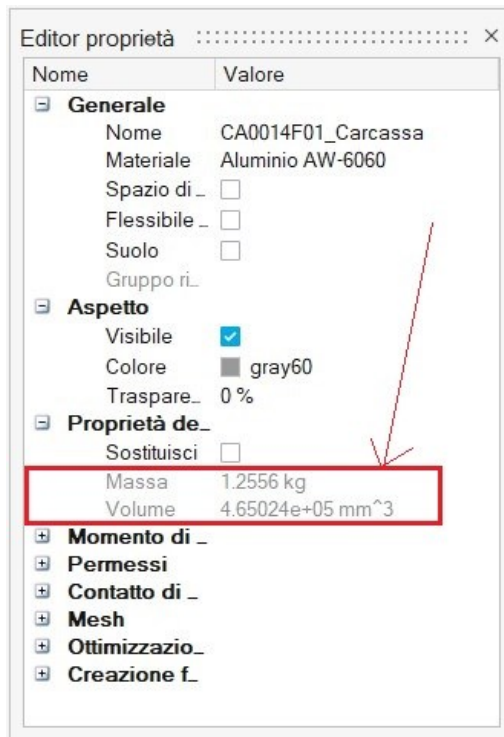 Editor proprietà
Nome Valore
Generale
Nome CA0014F01_Carcassa
Materiale Aluminio AW-6060
Spazio di _
Flessibile _
Suolo
Gruppo ri_
Aspetto
Visibile
Colore gray60
Traspare_ 0 %
Proprietà de_
Sostituisci
Massa 1.2556 kg
Volume 4.65024e+05 mm^3
Momento di _
Permessi
Contatto di _
Mesh
Ottimizzazio_
Creazione f_